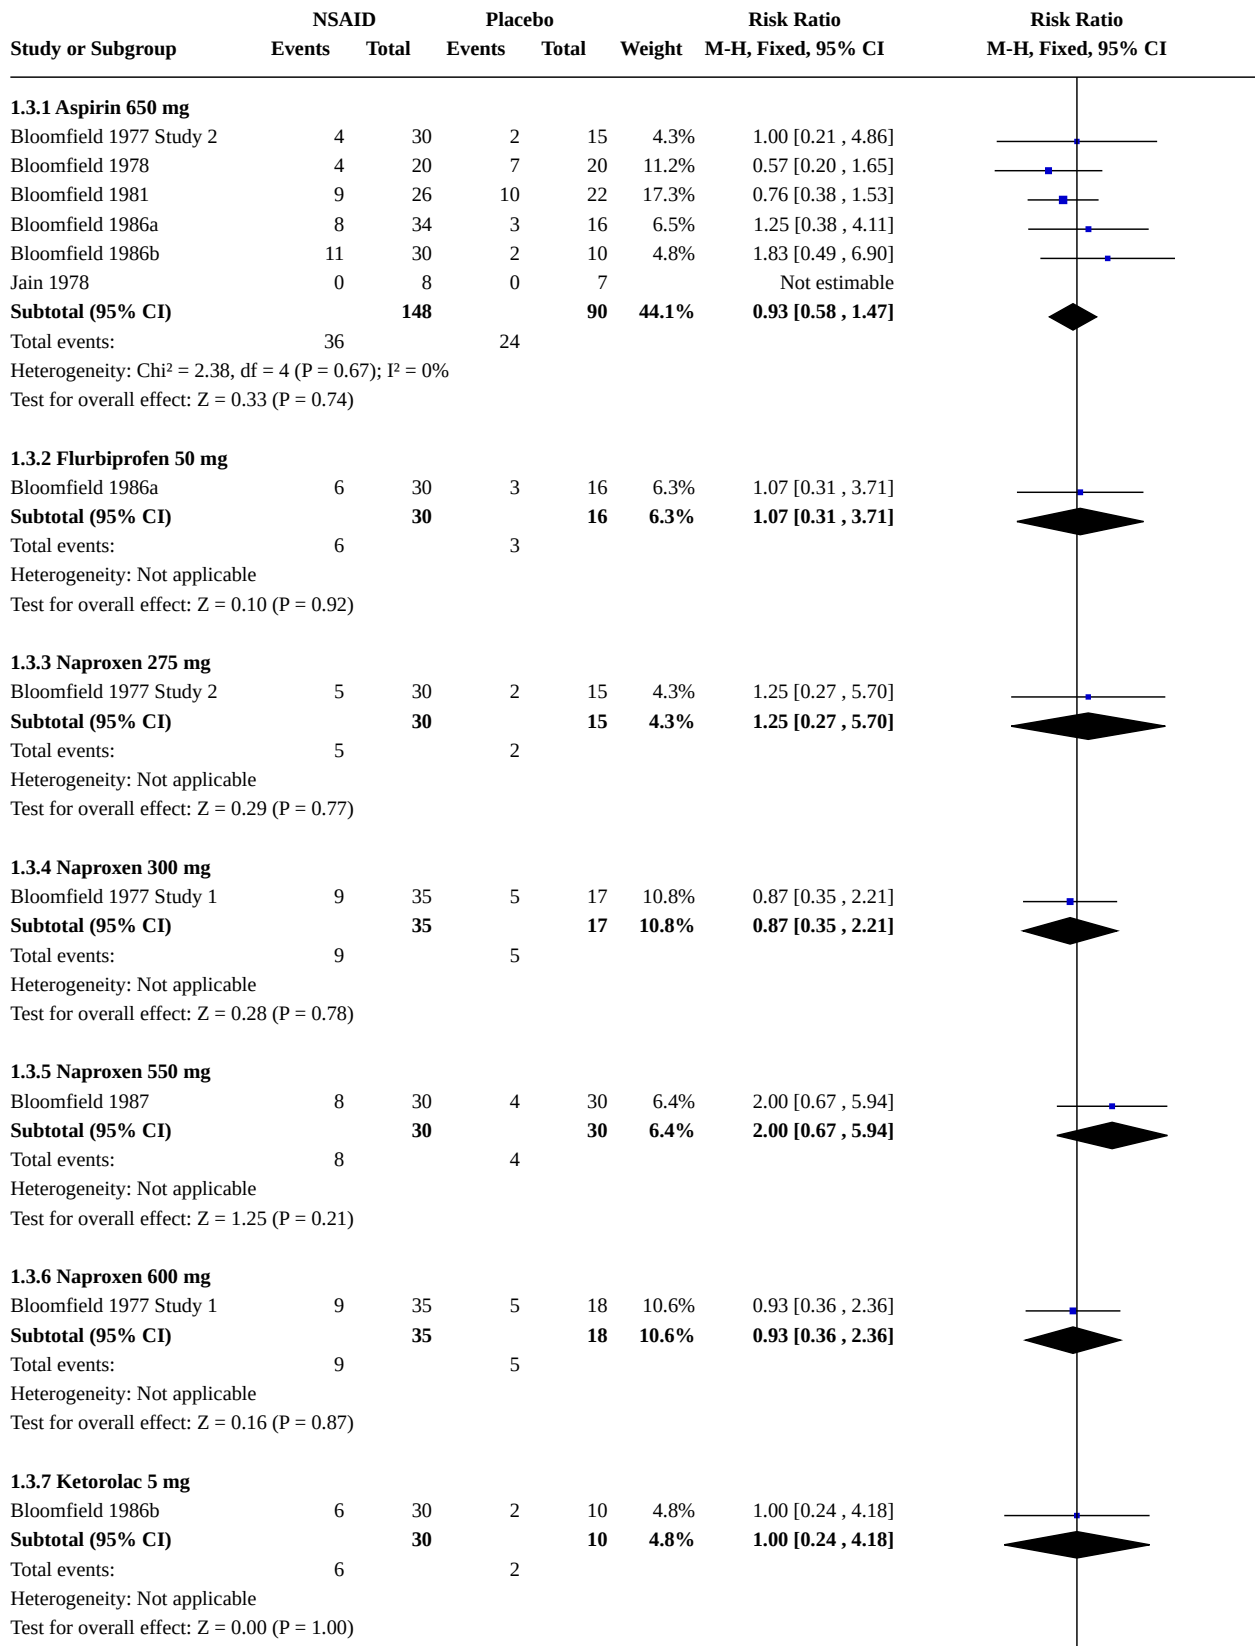 NSAID Placebo Risk Ratio Risk Ratio
Study or Subgroup Events Total Events Total Weight M-H, Fixed, 95% CI M-H, Fixed, 95% CI
1.3.1 Aspirin 650 mg
Bloomfield 1977 Study 2 4 30 2 15 4.3% 1.00 [0.21 , 4.86]
Bloomfield 1978 4 20 7 20 11.2% 0.57 [0.20 , 1.65]
Bloomfield 1981 9 26 10 22 17.3% 0.76 [0.38 , 1.53]
Bloomfield 1986a 8 34 3 16 6.5% 1.25 [0.38 , 4.11]
Bloomfield 1986b 11 30 2 10 4.8% 1.83 [0.49 , 6.90]
Jain 1978 0 8 0 7 Not estimable
Subtotal (95% CI) 148 90 44.1% 0.93 [0.58 , 1.47]
Total events: 36 24
Heterogeneity: Chi² = 2.38, df = 4 (P = 0.67); I² = 0%
Test for overall effect: Z = 0.33 (P = 0.74)
1.3.2 Flurbiprofen 50 mg
Bloomfield 1986a 6 30 3 16 6.3% 1.07 [0.31 , 3.71]
Subtotal (95% CI) 30 16 6.3% 1.07 [0.31 , 3.71]
Total events: 6 3
Heterogeneity: Not applicable
Test for overall effect: Z = 0.10 (P = 0.92)
1.3.3 Naproxen 275 mg
Bloomfield 1977 Study 2 5 30 2 15 4.3% 1.25 [0.27 , 5.70]
Subtotal (95% CI) 30 15 4.3% 1.25 [0.27 , 5.70]
Total events: 5 2
Heterogeneity: Not applicable
Test for overall effect: Z = 0.29 (P = 0.77)
1.3.4 Naproxen 300 mg
Bloomfield 1977 Study 1 9 35 5 17 10.8% 0.87 [0.35 , 2.21]
Subtotal (95% CI) 35 17 10.8% 0.87 [0.35 , 2.21]
Total events: 9 5
Heterogeneity: Not applicable
Test for overall effect: Z = 0.28 (P = 0.78)
1.3.5 Naproxen 550 mg
Bloomfield 1987 8 30 4 30 6.4% 2.00 [0.67 , 5.94]
Subtotal (95% CI) 30 30 6.4% 2.00 [0.67 , 5.94]
Total events: 8 4
Heterogeneity: Not applicable
Test for overall effect: Z = 1.25 (P = 0.21)
1.3.6 Naproxen 600 mg
Bloomfield 1977 Study 1 9 35 5 18 10.6% 0.93 [0.36 , 2.36]
Subtotal (95% CI) 35 18 10.6% 0.93 [0.36 , 2.36]
Total events: 9 5
Heterogeneity: Not applicable
Test for overall effect: Z = 0.16 (P = 0.87)
1.3.7 Ketorolac 5 mg
Bloomfield 1986b 6 30 2 10 4.8% 1.00 [0.24 , 4.18]
Subtotal (95% CI) 30 10 4.8% 1.00 [0.24 , 4.18]
Total events: 6 2
Heterogeneity: Not applicable
Test for overall effect: Z = 0.00 (P = 1.00)